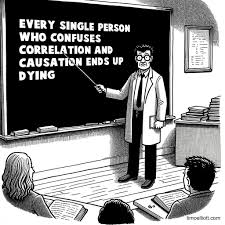 EVERY SINGLE PERSON
WHO CONFUSES
CORRELATION AND
CAUSATION ENDS UP
DYING
timoelliott.com